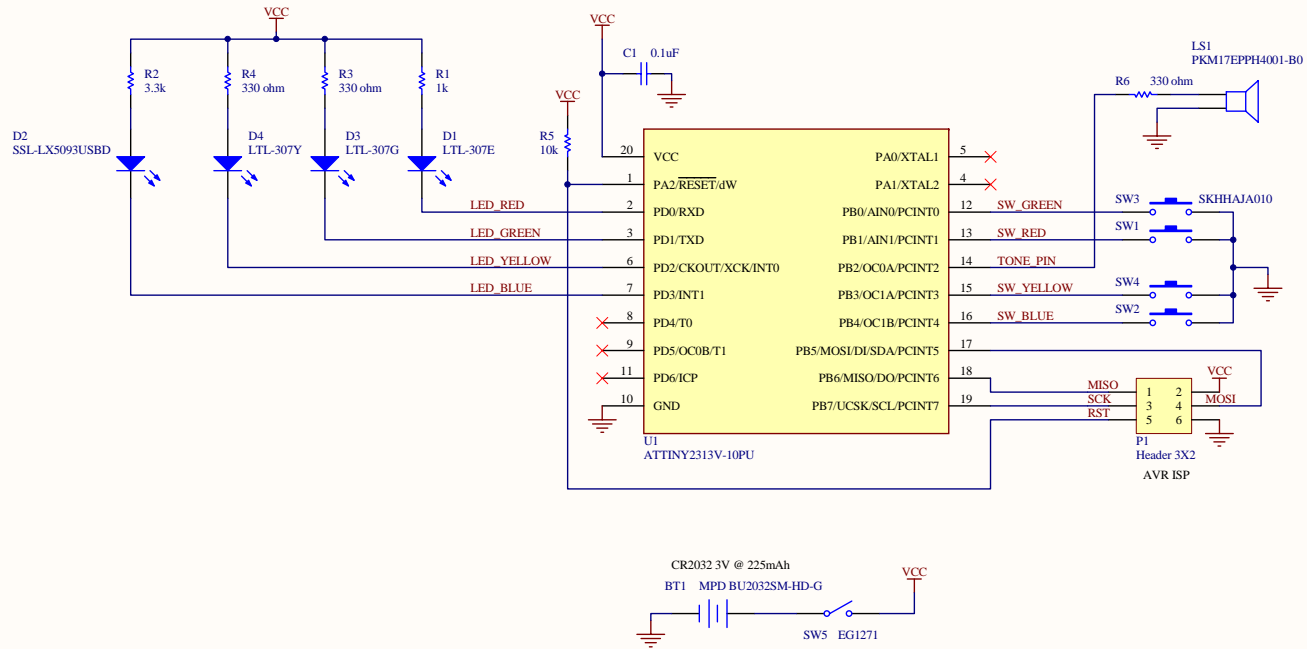 VCC
R2
3.3k
R4
330 ohm
R3
330 ohm
R1
1k
D2
SSL-LX5093USBD
D4
LTL-307Y
D3
LTL-307G
D1
LTL-307E
VCC
C1 0.1uF
VCC
R5
10k
LS1
PKM17EPPH4001-B0
R6 330 ohm
20 VCC PA0/XTAL1 5
1 PA2/RESET/dW PA1/XTAL2 4
LED_RED 2 PD0/RXD PB0/AIN0/PCINT0 12 SW_GREEN SW3 SKHHAJA010
LED_GREEN 3 PD1/TXD PB1/AIN1/PCINT1 13 SW_RED SW1
LED_YELLOW 6 PD2/CKOUT/XCK/INT0 PB2/OC0A/PCINT2 14 TONE_PIN
LED_BLUE 7 PD3/INT1 PB3/OC1A/PCINT3 15 SW_YELLOW SW4
8 PD4/T0 PB4/OC1B/PCINT4 16 SW_BLUE SW2
9 PD5/OC0B/T1 PB5/MOSI/DI/SDA/PCINT5 17
11 PD6/ICP PB6/MISO/DO/PCINT6 18
10 GND PB7/UCSK/SCL/PCINT7 19
U1
ATTINY2313V-10PU
VCC
MISO 1 2
SCK 3 4 MOSI
RST 5 6
P1
Header 3X2
AVR ISP
CR2032 3V @ 225mAh
BT1 MPD BU2032SM-HD-G
VCC
SW5 EG1271